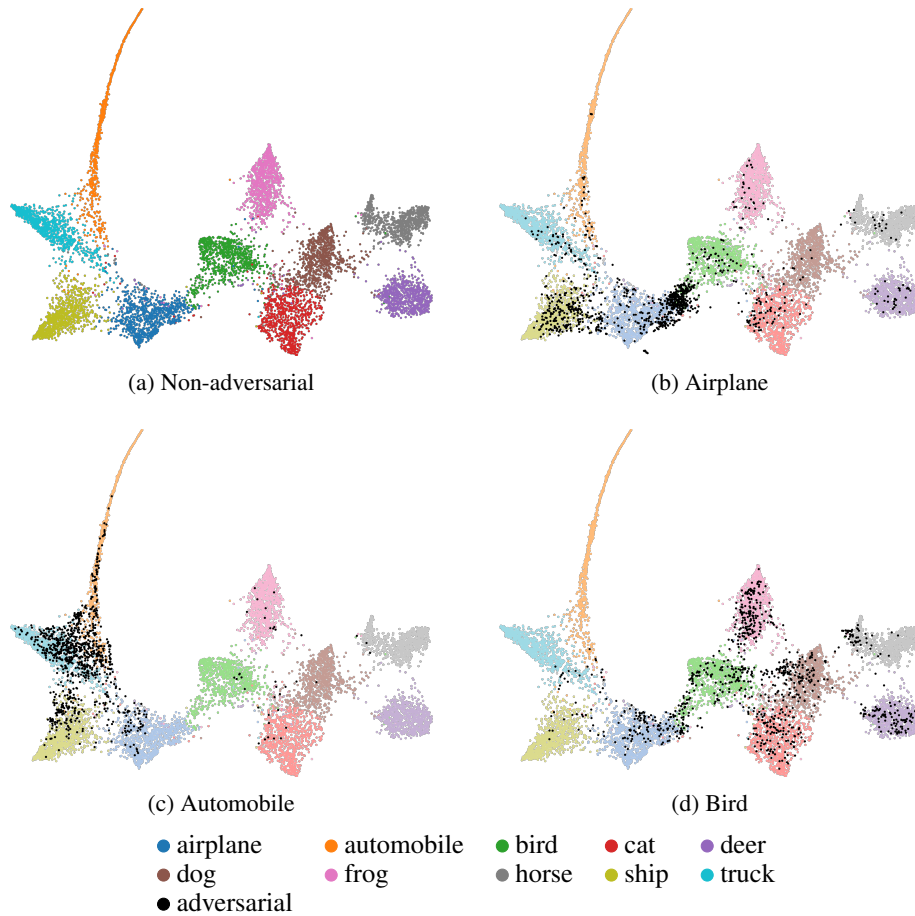 (a) Non-adversarial
(b) Airplane
(c) Automobile
(d) Bird
airplane automobile bird cat deer
dog frog horse ship truck
adversarial